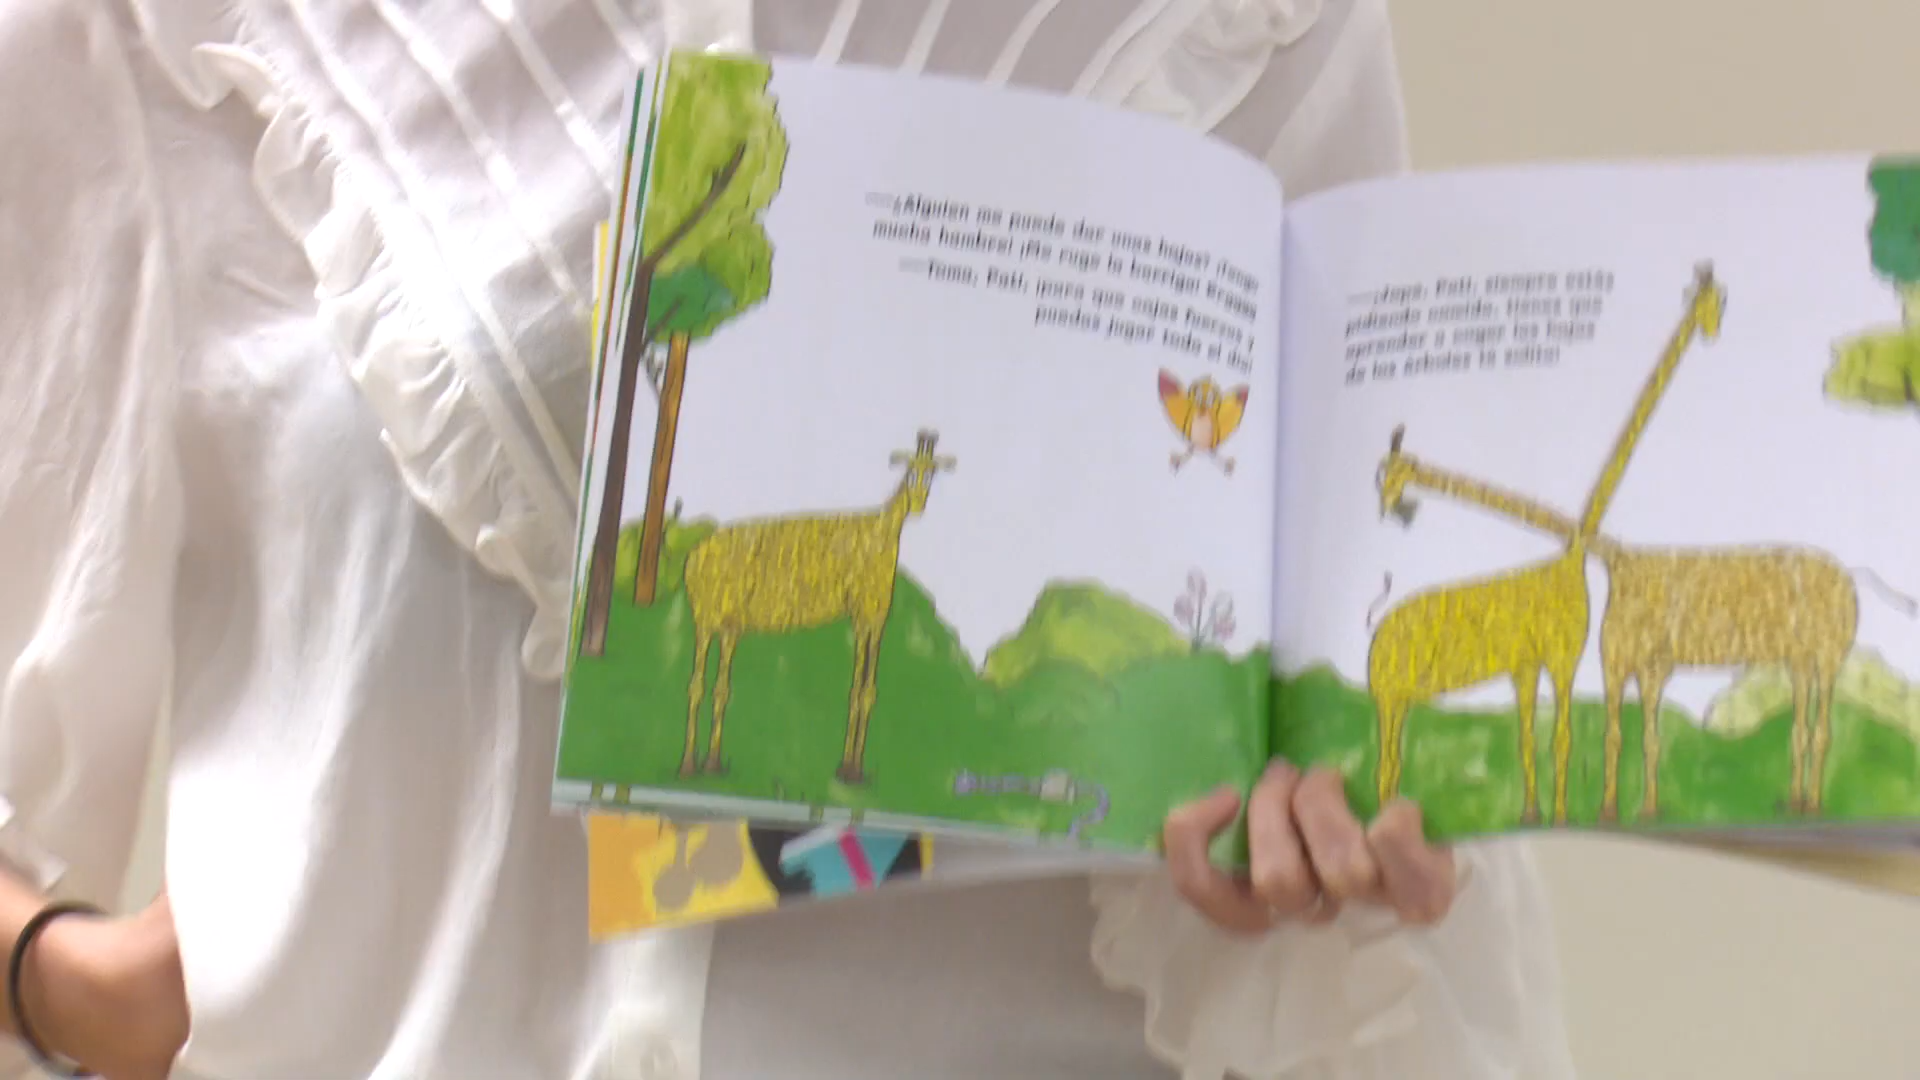 —¿Alguien me puede dar unas hojas? ¡Tengo
mucha hambre! ¡Me ruge la barriga!
—Toma, Pati, ¡para que cojas fuerzas y
puedas jugar todo el día!
—¡Jope, Pati, siempre estás
pidiendo comida, tienes que
aprender a coger las hojas
de los árboles tú solita!